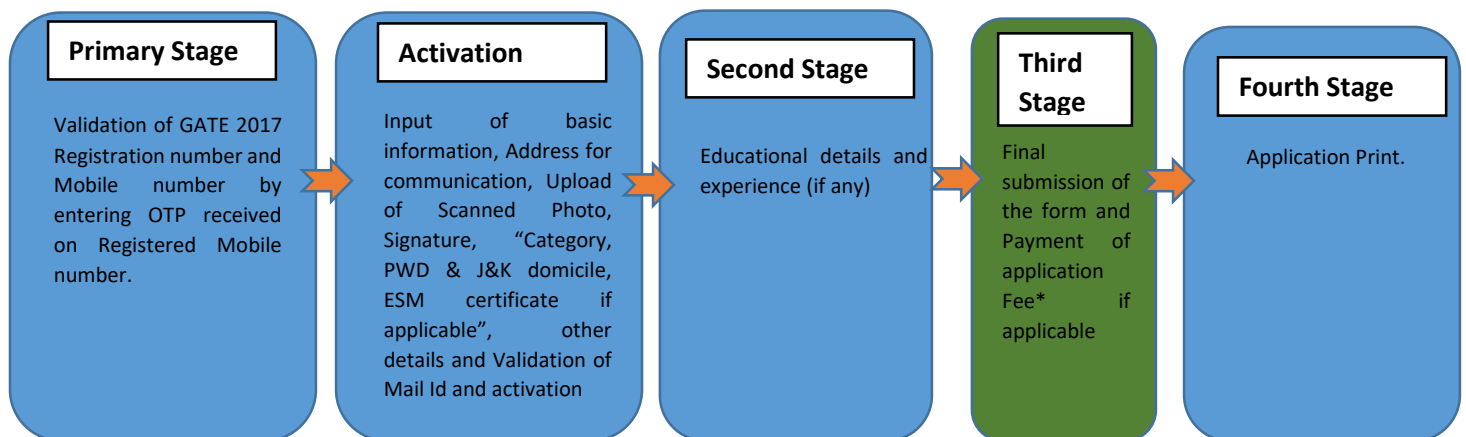 Primary Stage
Validation of GATE 2017
Registration number and
Mobile number by
entering OTP received
on Registered Mobile
number.
Activation
Input of basic
information, Address for
communication, Upload
of Scanned Photo,
Signature, “Category,
PWD & J&K domicile,
ESM certificate if
applicable”, other
details and Validation of
Mail Id and activation
Second Stage
Educational details and
experience (if any)
Third
Stage
Final
submission of
the form and
Payment of
application
Fee* if
applicable
Fourth Stage
Application Print.